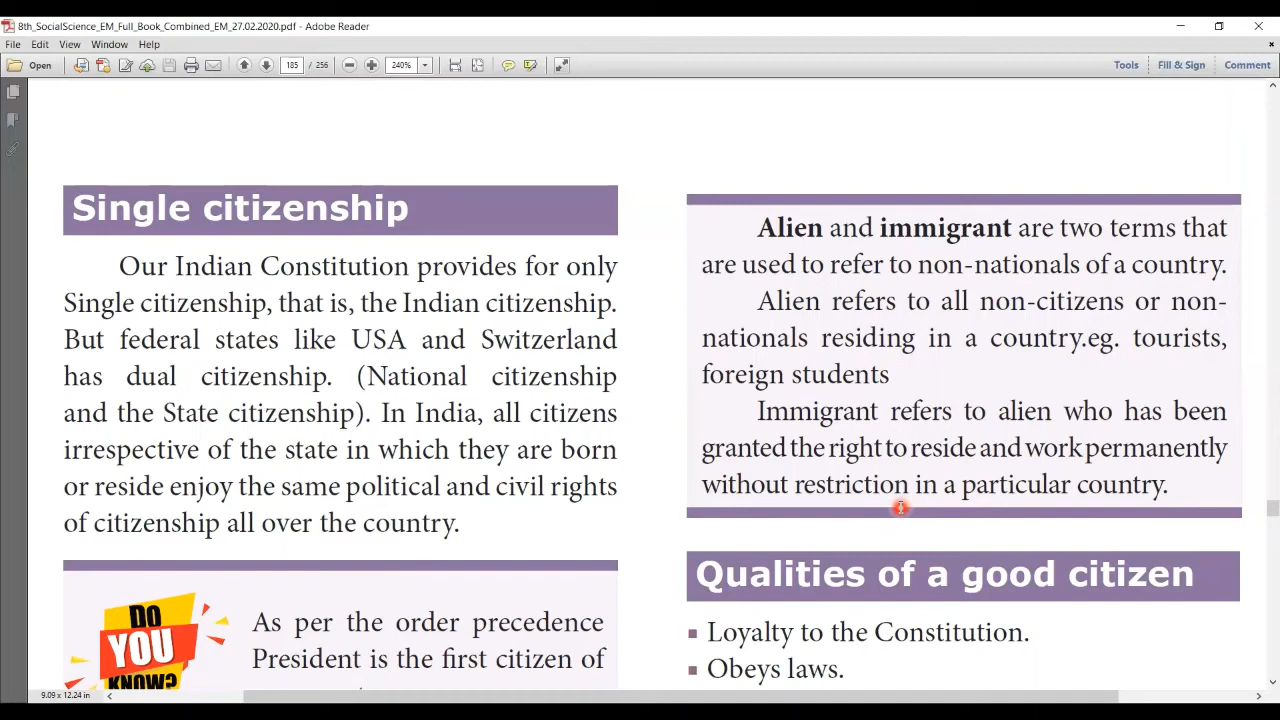 8th_SocialScience_EM_Full_Book_Combined_EM_27.02.2020.pdf - Adobe Reader
File Edit View Window Help
Open 185 / 256 240% Tools Fill & Sign Comment
Single citizenship
Our Indian Constitution provides for only
Single citizenship, that is, the Indian citizenship.
But federal states like USA and Switzerland
has dual citizenship. (National citizenship
and the State citizenship). In India, all citizens
irrespective of the state in which they are born
or reside enjoy the same political and civil rights
of citizenship all over the country.
DO
YOU
KNOW?
As per the order precedence
President is the first citizen of
Alien and immigrant are two terms that
are used to refer to non-nationals of a country.
Alien refers to all non-citizens or non-
nationals residing in a country.eg. tourists,
foreign students
Immigrant refers to alien who has been
granted the right to reside and work permanently
without restriction in a particular country.
Qualities of a good citizen
Loyalty to the Constitution.
Obeys laws.
9.09 x 12.24 in